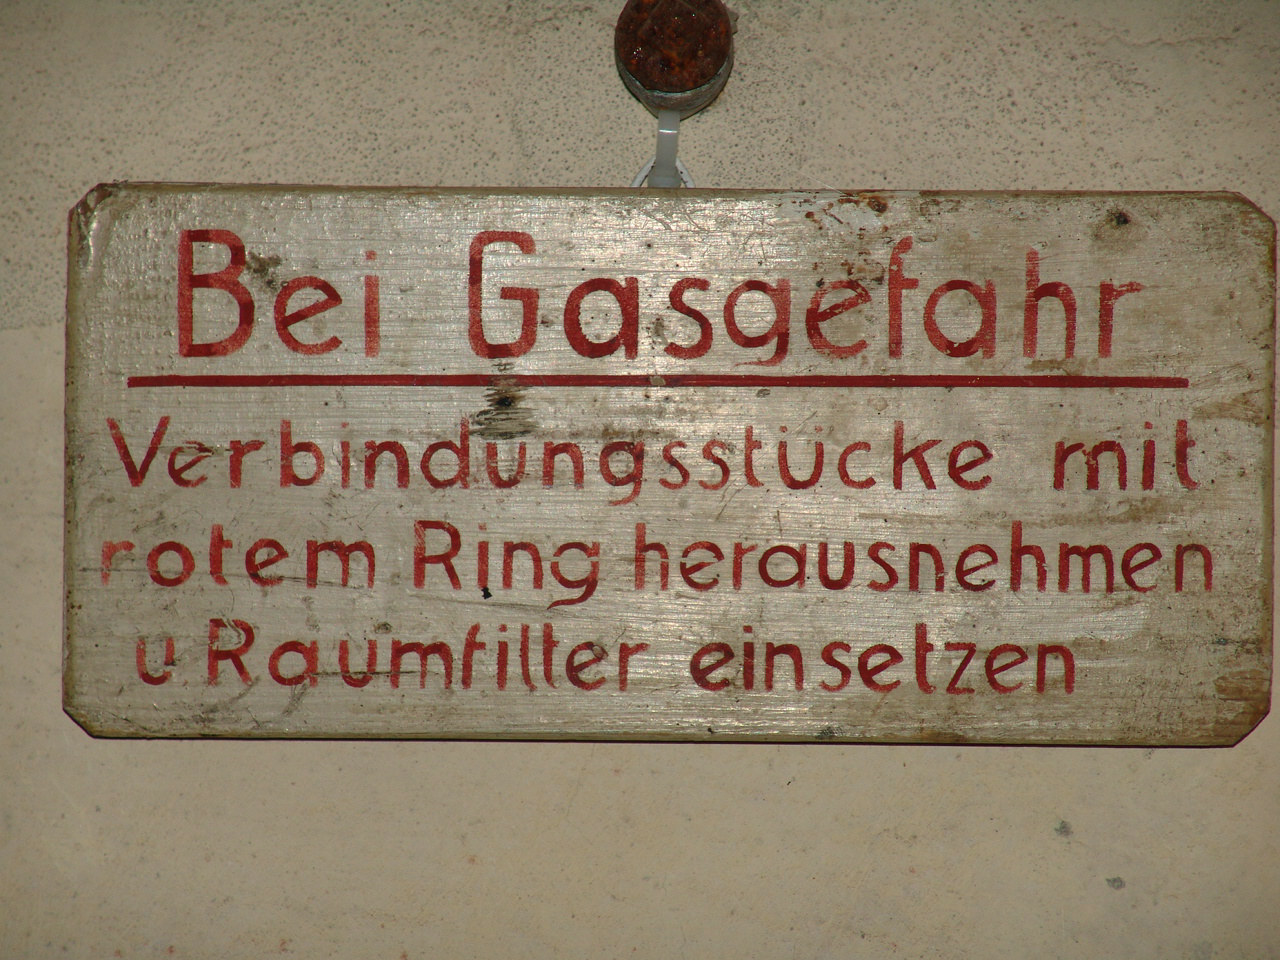 Bei Gasgefahr
Verbindungsstücke mit
rotem Ring herausnehmen
u Raumfilter einsetzen